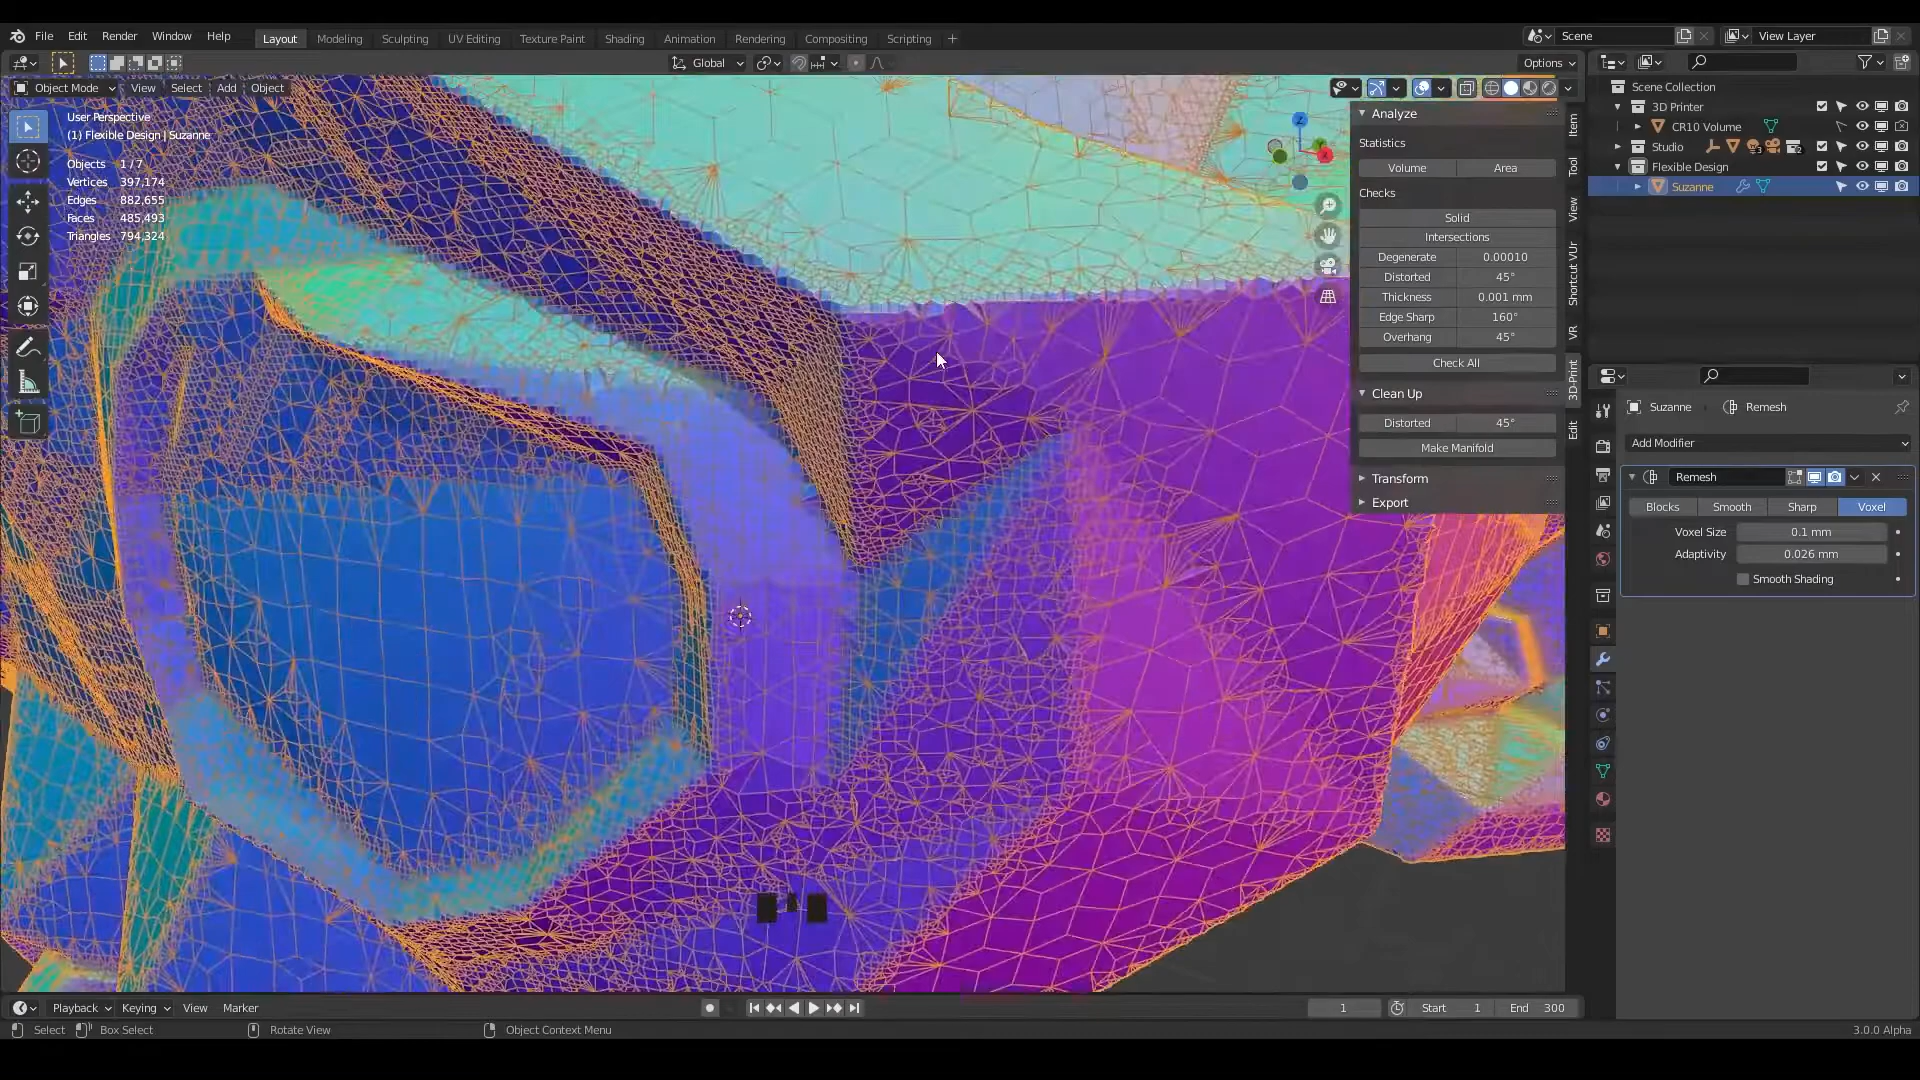 File Edit Render Window Help Layout Modeling Sculpting UV Editing Texture Paint Shading Animation Rendering Compositing Scripting Scene View Layer
Global Options
Object Mode View Select Add Object
User Perspective
(1) Flexible Design | Suzanne
Objects 1 / 7
Vertices 397,174
Edges 882,655
Faces 485,493
Triangles 794,324
Analyze
Statistics
Volume Area
Checks
Solid
Intersections
Degenerate 0.00010
Distorted 45°
Thickness 0.001 mm
Edge Sharp 160°
Overhang 45°
Check All
Clean Up
Distorted 45°
Make Manifold
Transform
Export
Item
Tool
View
Shortcut VUr
VR
3D-Print
Edit
Scene Collection
3D Printer
CR10 Volume
Studio
Flexible Design
Suzanne
Suzanne Remesh
Add Modifier
Remesh
Blocks Smooth Sharp Voxel
Voxel Size 0.1 mm
Adaptivity 0.026 mm
Smooth Shading
Playback Keying View Marker 1 Start 1 End 300
Select Box Select Rotate View Object Context Menu 3.0.0 Alpha